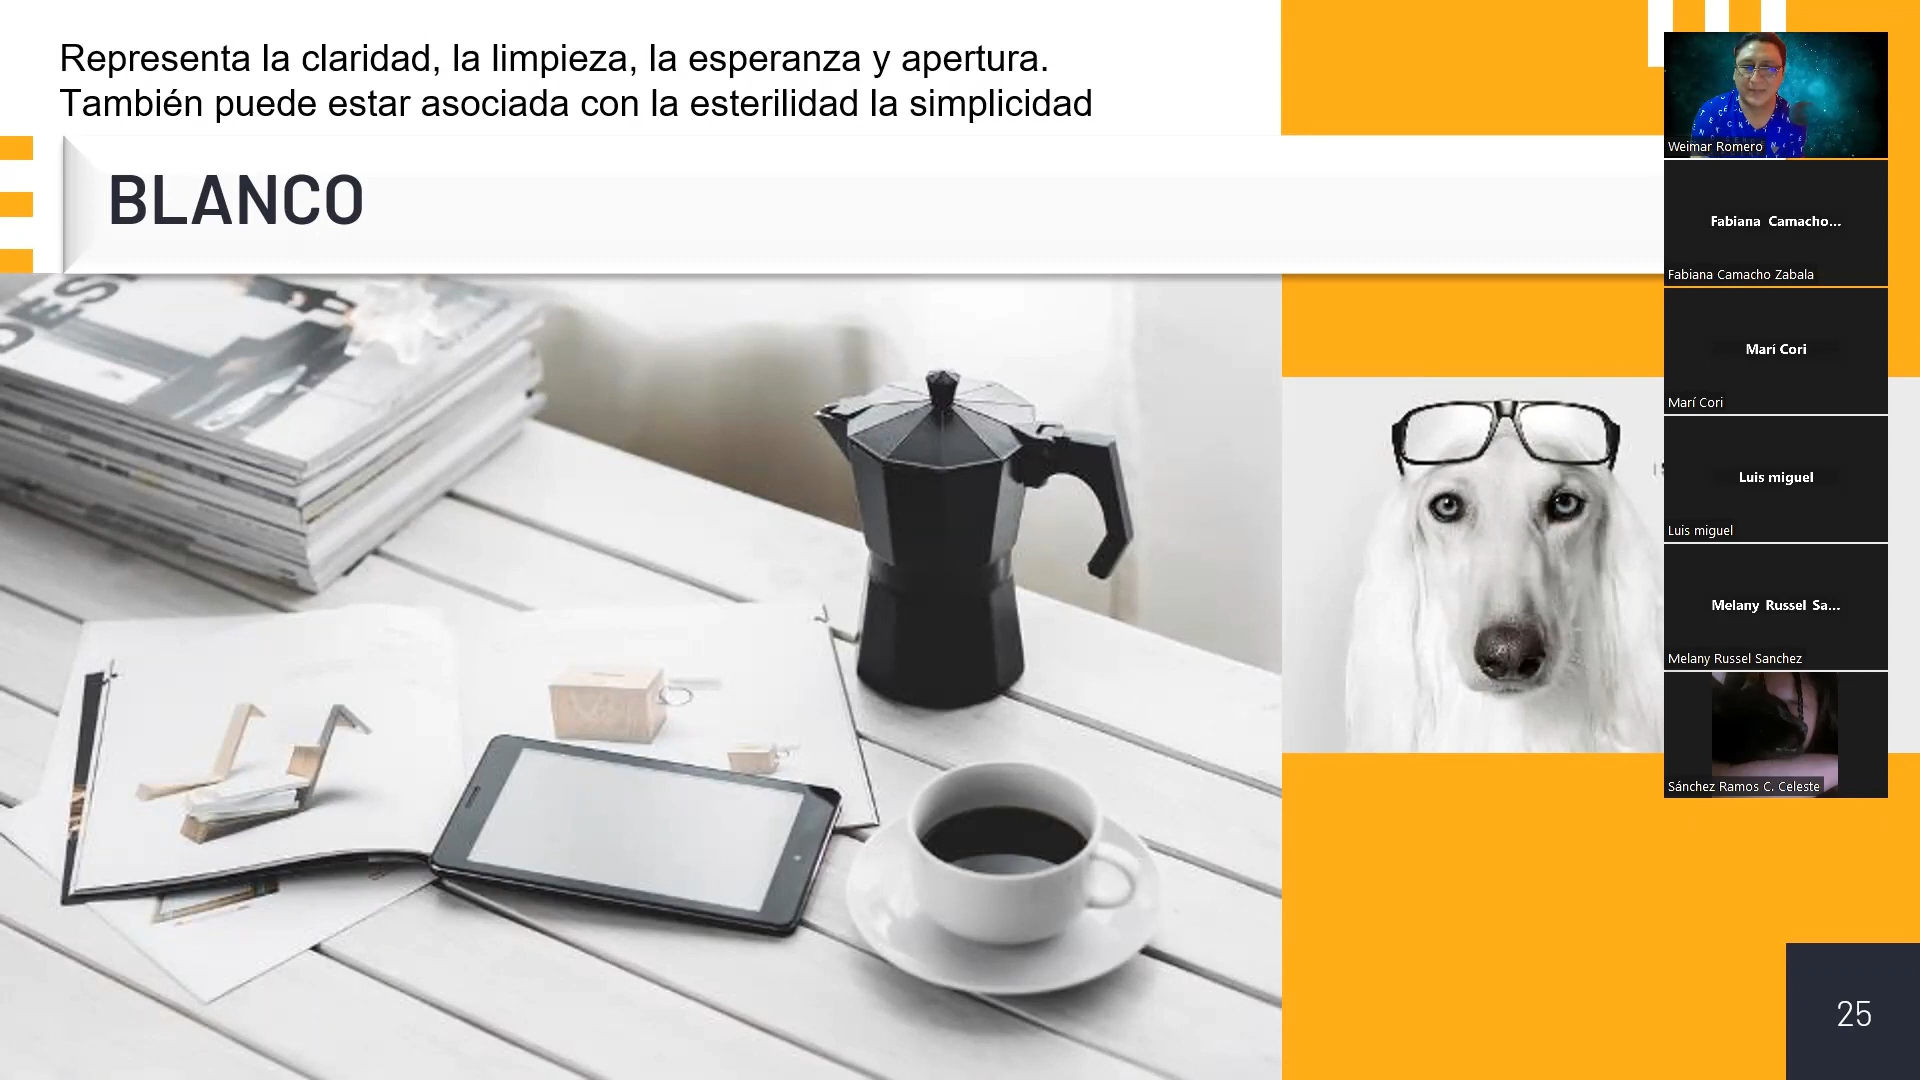 Representa la claridad, la limpieza, la esperanza y apertura.
También puede estar asociada con la esterilidad la simplicidad
BLANCO
DES
Weimar Romero
Fabiana Camacho...
Fabiana Camacho Zabala
Marí Cori
Marí Cori
Luis miguel
Luis miguel
Melany Russel Sa...
Melany Russel Sanchez
Sánchez Ramos C. Celeste
25